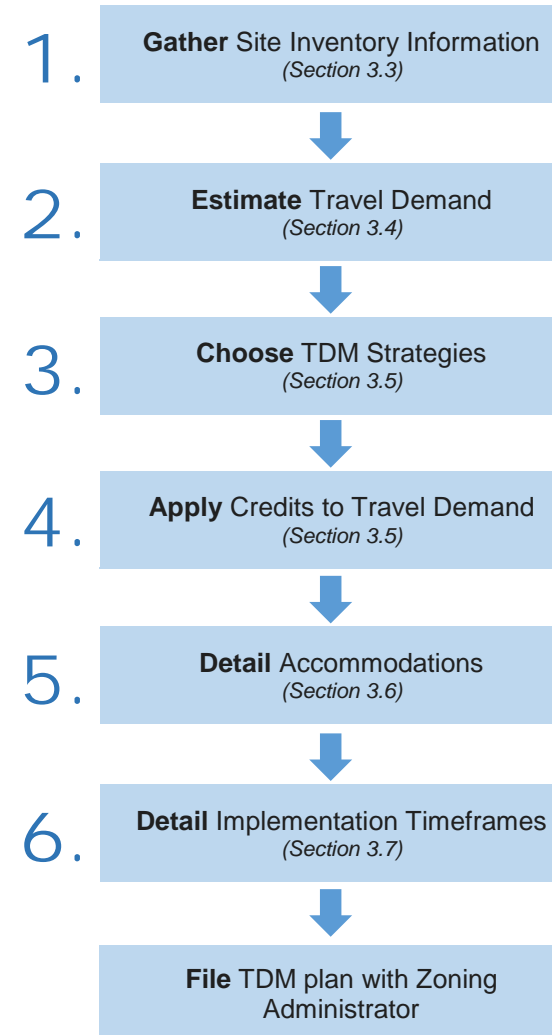 1.
Gather Site Inventory Information
(Section 3.3)
2.
Estimate Travel Demand
(Section 3.4)
3.
Choose TDM Strategies
(Section 3.5)
4.
Apply Credits to Travel Demand
(Section 3.5)
5.
Detail Accommodations
(Section 3.6)
6.
Detail Implementation Timeframes
(Section 3.7)
File TDM plan with Zoning
Administrator